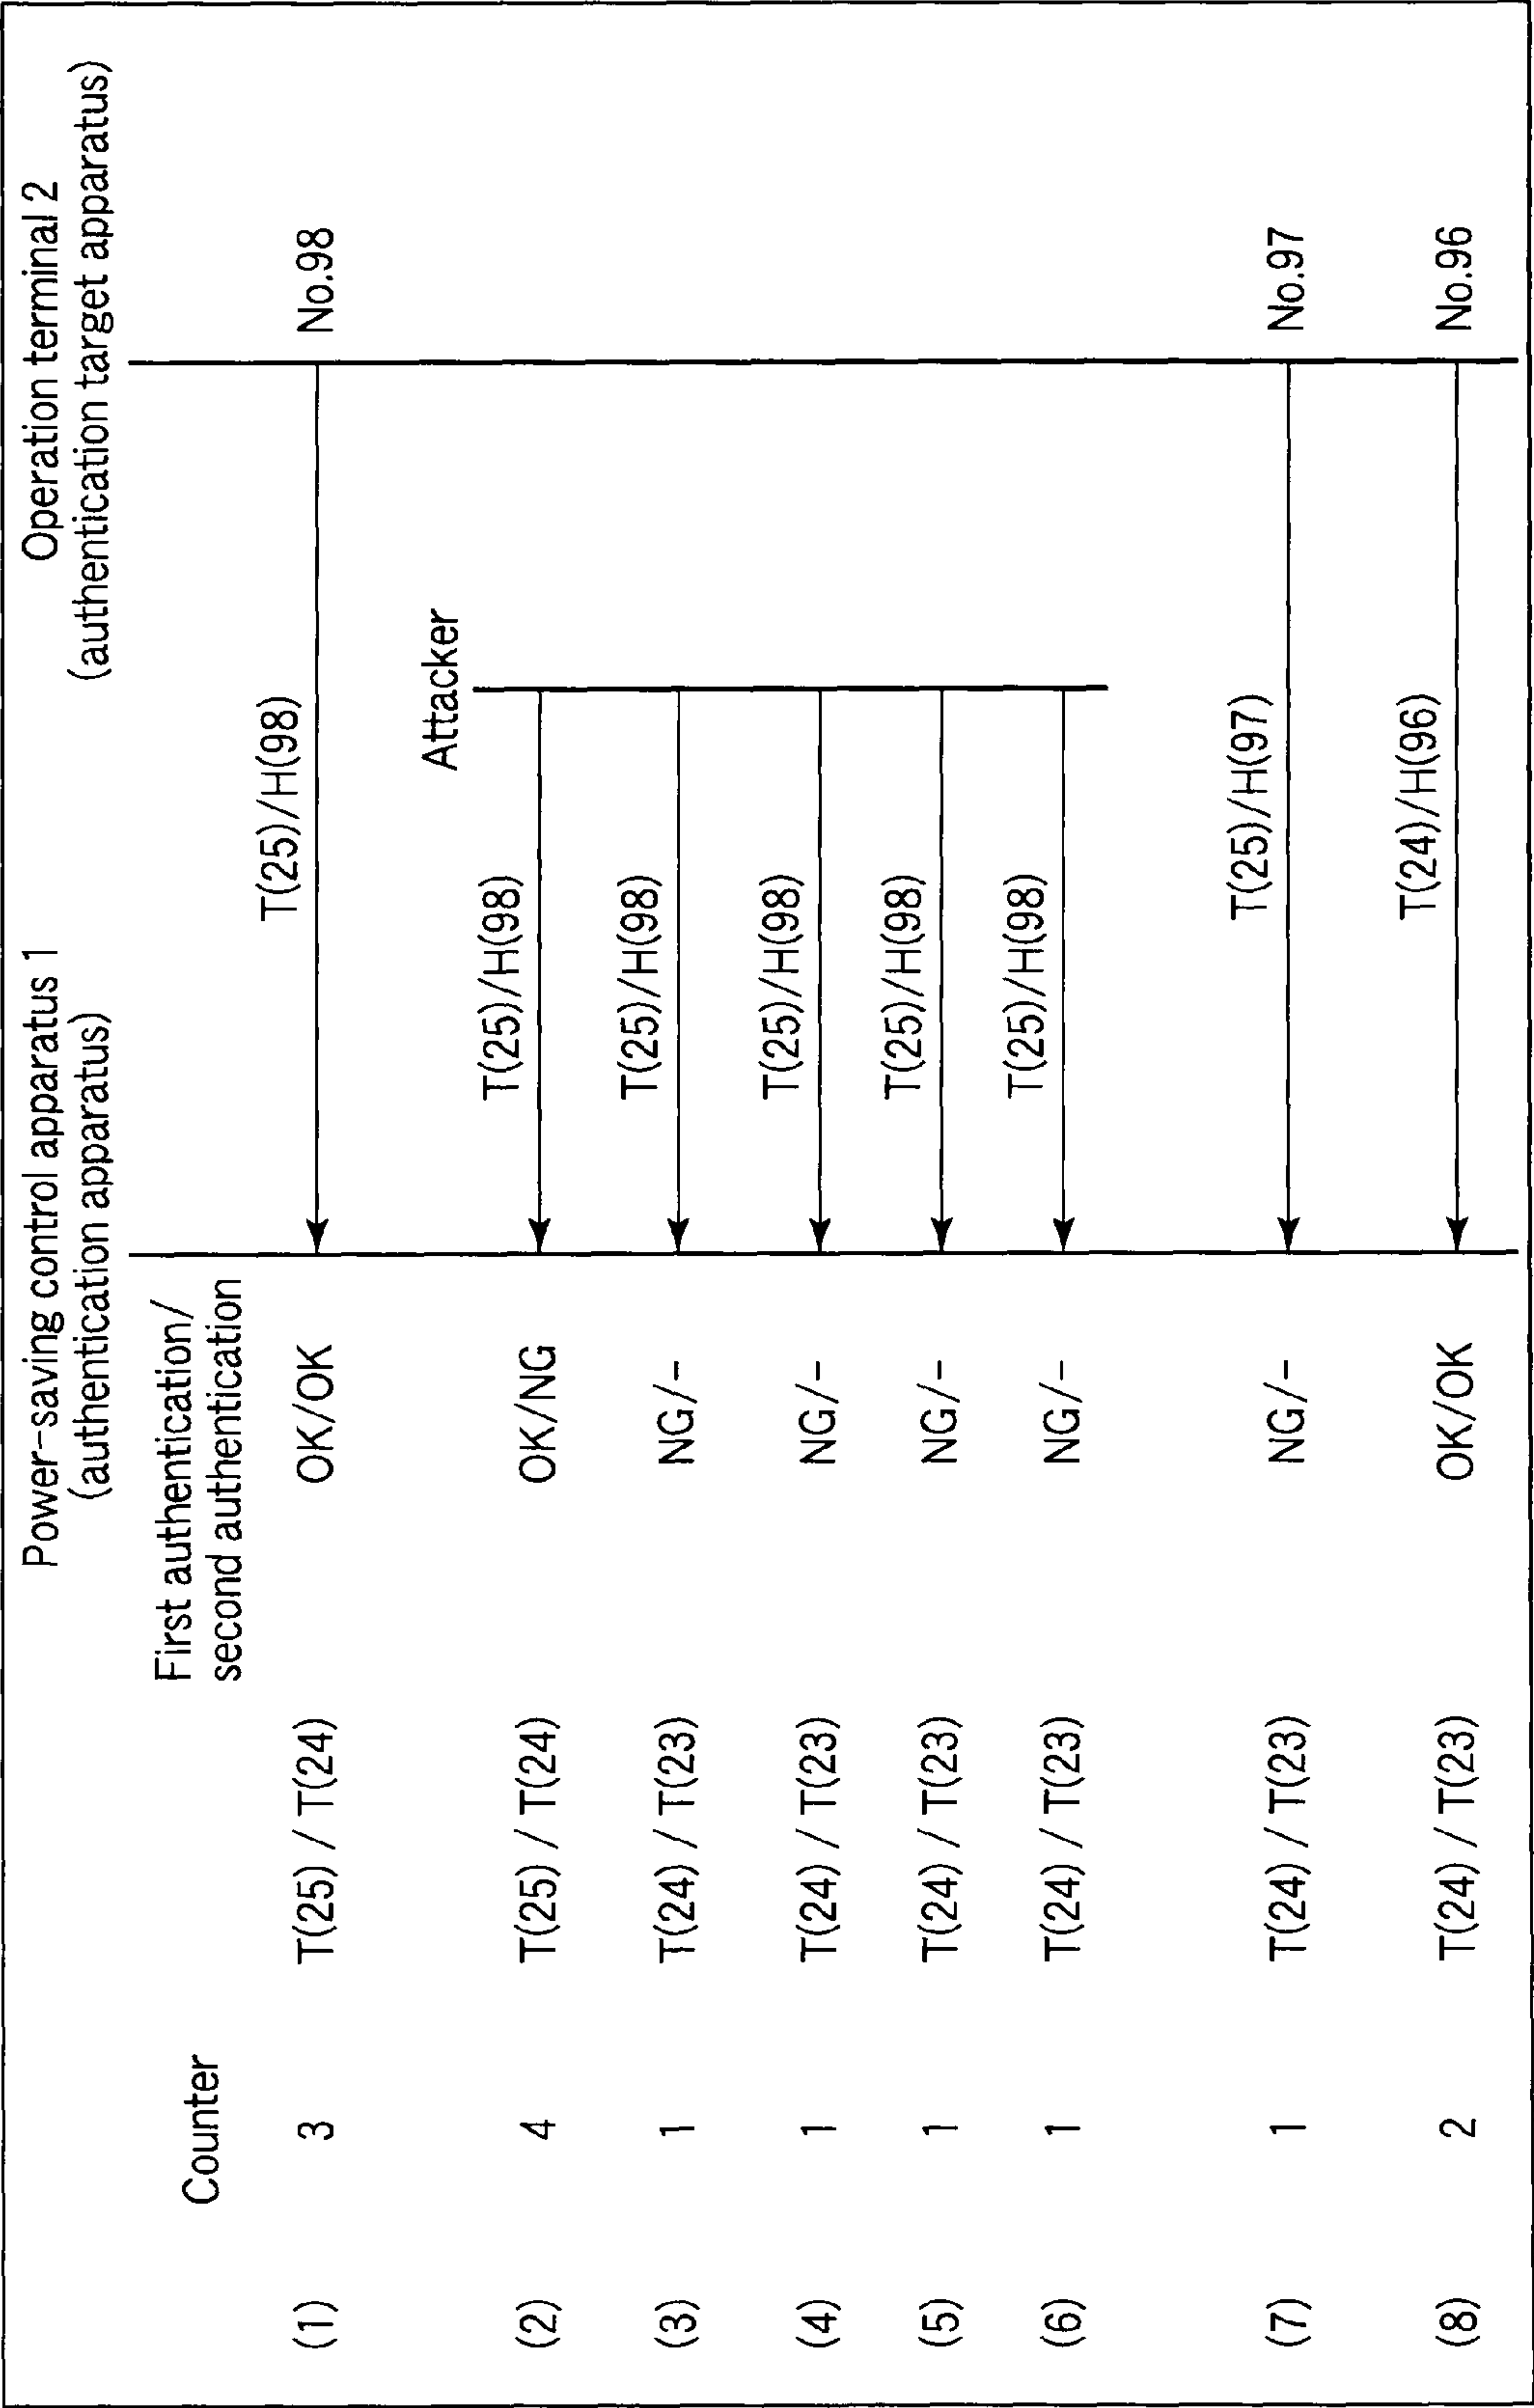 Power-saving control apparatus 1
(authentication apparatus)
Operation terminal 2
(authentication target apparatus)
Counter
First authentication/
second authentication
(1) 3 T(25) / T(24) OK/OK T(25)/H(98) No.98
Attacker
(2) 4 T(25) / T(24) OK/NG T(25)/H(98)
(3) 1 T(24) / T(23) NG/- T(25)/H(98)
(4) 1 T(24) / T(23) NG/- T(25)/H(98)
(5) 1 T(24) / T(23) NG/- T(25)/H(98)
(6) 1 T(24) / T(23) NG/- T(25)/H(98)
(7) 1 T(24) / T(23) NG/- T(25)/H(97) No.97
(8) 2 T(24) / T(23) OK/OK T(24)/H(96) No.96